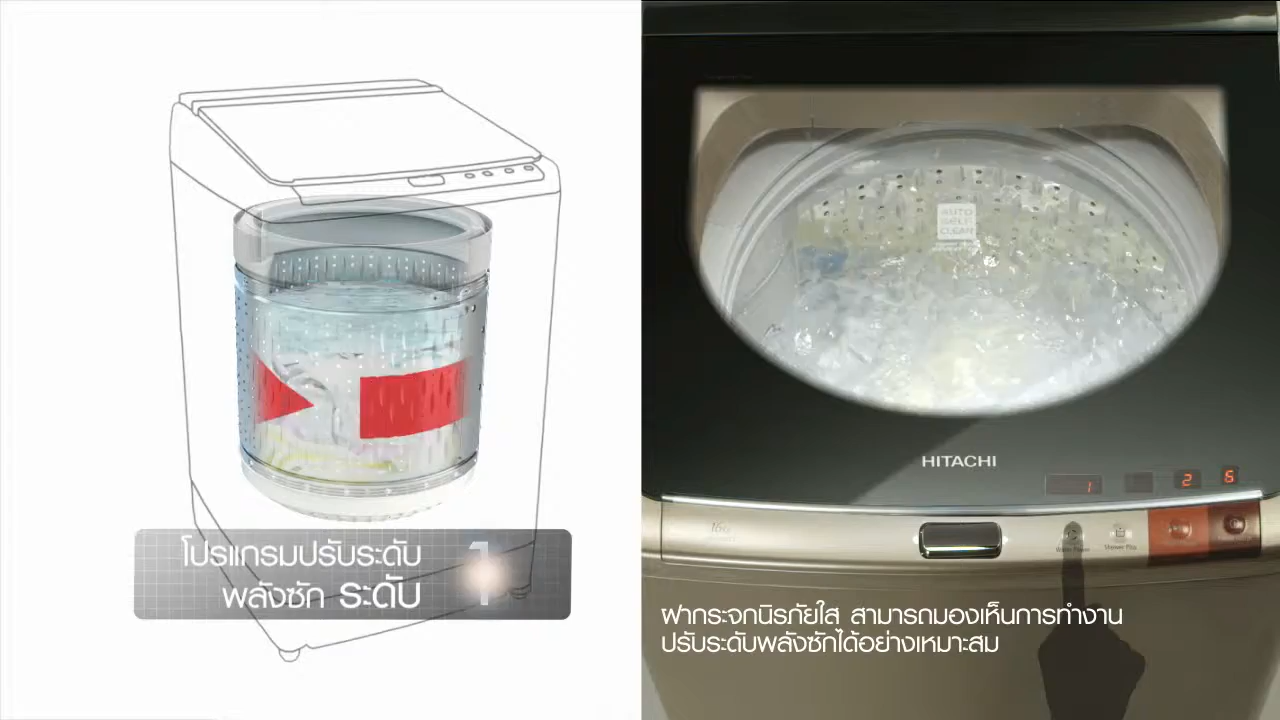 โปรแกรมปรับระดับ
พลังซัก ระดับ 1
AUTO
SELF
CLEAN
HITACHI
1 2 6
Water Power
Shower Plus
ฝากระจกนิรภัยใส สามารถมองเห็นการทำงาน
ปรับระดับพลังซักได้อย่างเหมาะสม